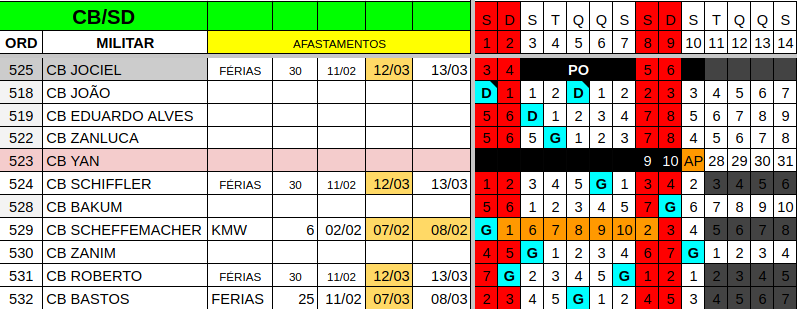 CB/SD S D S T Q Q S S D S T Q Q S
ORD MILITAR AFASTAMENTOS 1 2 3 4 5 6 7 8 9 10 11 12 13 14
525 CB JOCIEL FÉRIAS 30 11/02 12/03 13/03 3 4 PO 5 6
518 CB JOÃO D 1 1 2 D 1 2 2 3 3 4 5 6 7
519 CB EDUARDO ALVES 5 6 D 1 2 3 4 7 8 5 6 7 8 9
522 CB ZANLUCA 5 6 5 G 1 2 3 7 8 4 5 6 7 8
523 CB YAN 9 10 AP 28 29 30 31
524 CB SCHIFFLER FÉRIAS 30 11/02 12/03 13/03 1 2 3 4 5 G 1 3 4 2 3 4 5 6
528 CB BAKUM 5 6 1 2 3 4 5 7 G 6 7 8 9 10
529 CB SCHEFFEMACHER KMW 6 02/02 07/02 08/02 G 1 6 7 8 9 10 2 3 4 5 6 7 8
530 CB ZANIM 4 5 G 1 2 3 4 6 7 G 1 2 3 4
531 CB ROBERTO FÉRIAS 30 11/02 12/03 13/03 7 G 2 3 4 5 G 1 2 1 2 3 4 5
532 CB BASTOS FERIAS 25 11/02 07/03 08/03 2 3 4 5 G 1 2 4 5 3 4 5 6 7